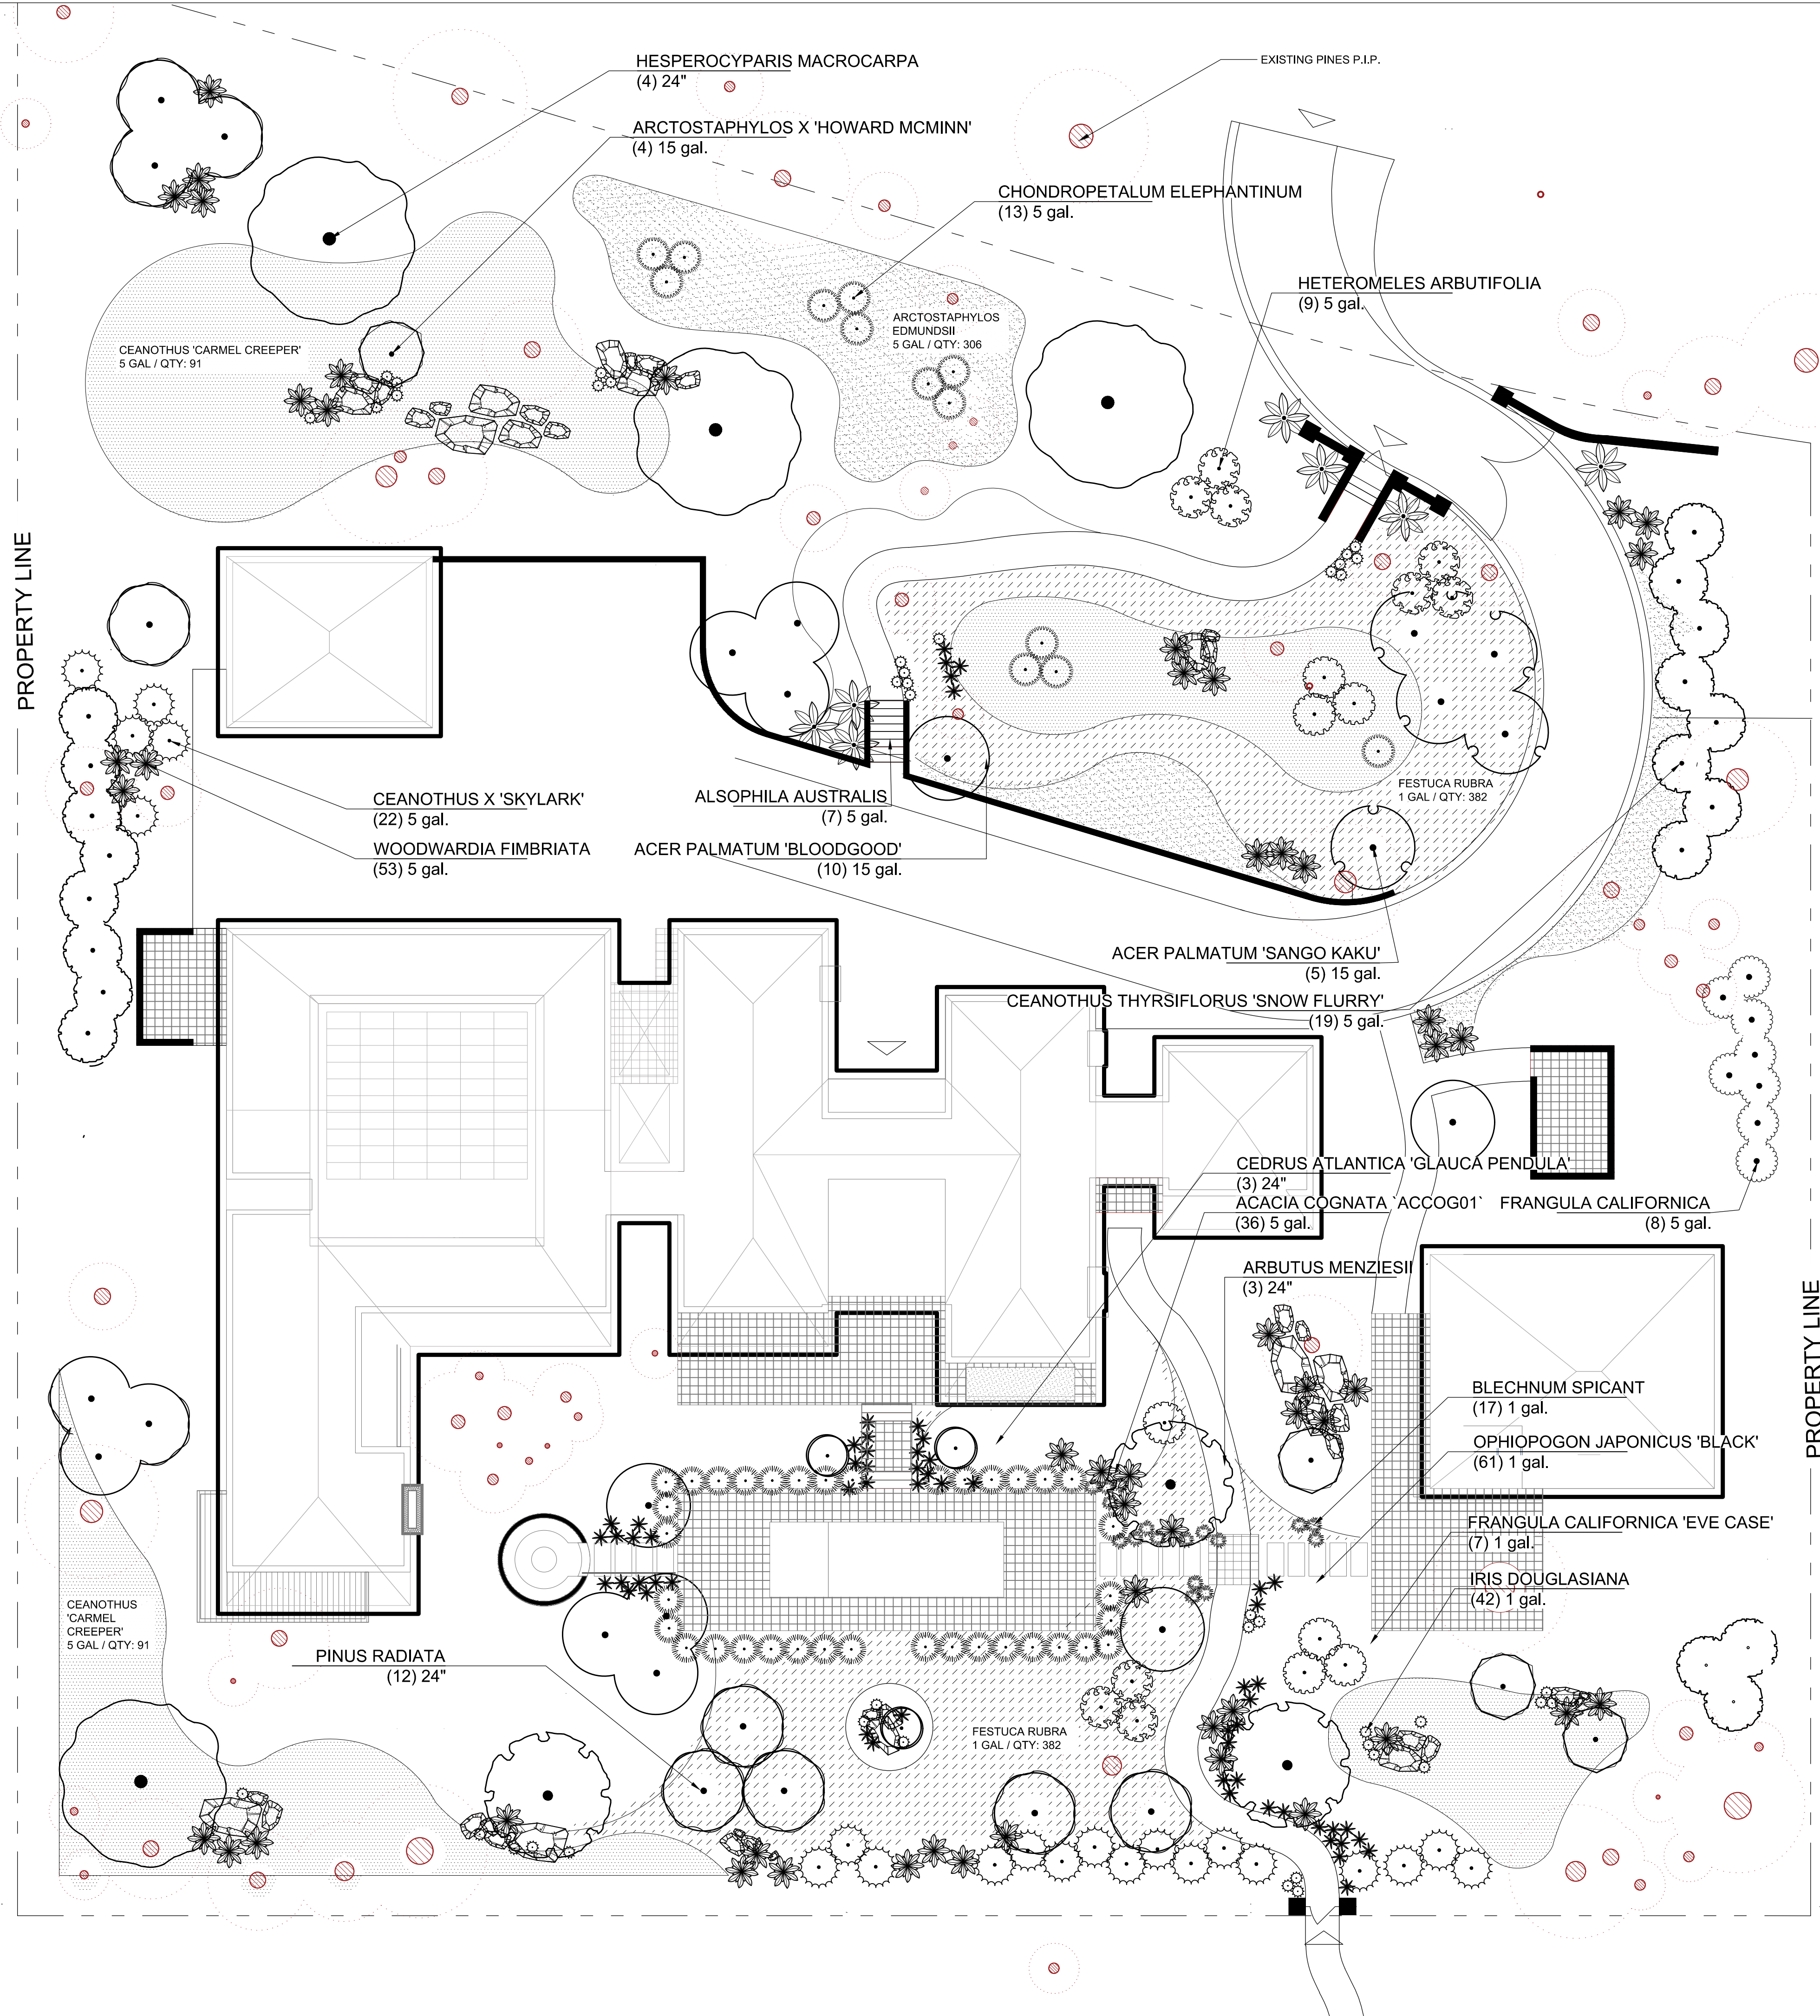 HESPEROCYPARIS MACROCARPA
(4) 24"
EXISTING PINES P.I.P.
ARCTOSTAPHYLOS X 'HOWARD MCMINN'
(4) 15 gal.
CHONDROPETALUM ELEPHANTINUM
(13) 5 gal.
HETEROMELES ARBUTIFOLIA
(9) 5 gal.
ARCTOSTAPHYLOS
EDMUNDSII
5 GAL / QTY: 306
CEANOTHUS 'CARMEL CREEPER'
5 GAL / QTY: 91
PROPERTY LINE
CEANOTHUS X 'SKYLARK'
(22) 5 gal.
ALSOPHILA AUSTRALIS
(7) 5 gal.
FESTUCA RUBRA
1 GAL / QTY: 382
WOODWARDIA FIMBRIATA
(53) 5 gal.
ACER PALMATUM 'BLOODGOOD'
(10) 15 gal.
ACER PALMATUM 'SANGO KAKU'
(5) 15 gal.
CEANOTHUS THYRSIFLORUS 'SNOW FLURRY'
(19) 5 gal.
CEDRUS ATLANTICA 'GLAUCA PENDULA'
(3) 24"
ACACIA COGNATA `ACCOG01`
(36) 5 gal.
FRANGULA CALIFORNICA
(8) 5 gal.
ARBUTUS MENZIESII
(3) 24"
PROPERTY LINE
BLECHNUM SPICANT
(17) 1 gal.
OPHIOPOGON JAPONICUS 'BLACK'
(61) 1 gal.
FRANGULA CALIFORNICA 'EVE CASE'
(7) 1 gal.
IRIS DOUGLASIANA
(42) 1 gal.
CEANOTHUS
'CARMEL
CREEPER'
5 GAL / QTY: 91
PINUS RADIATA
(12) 24"
FESTUCA RUBRA
1 GAL / QTY: 382